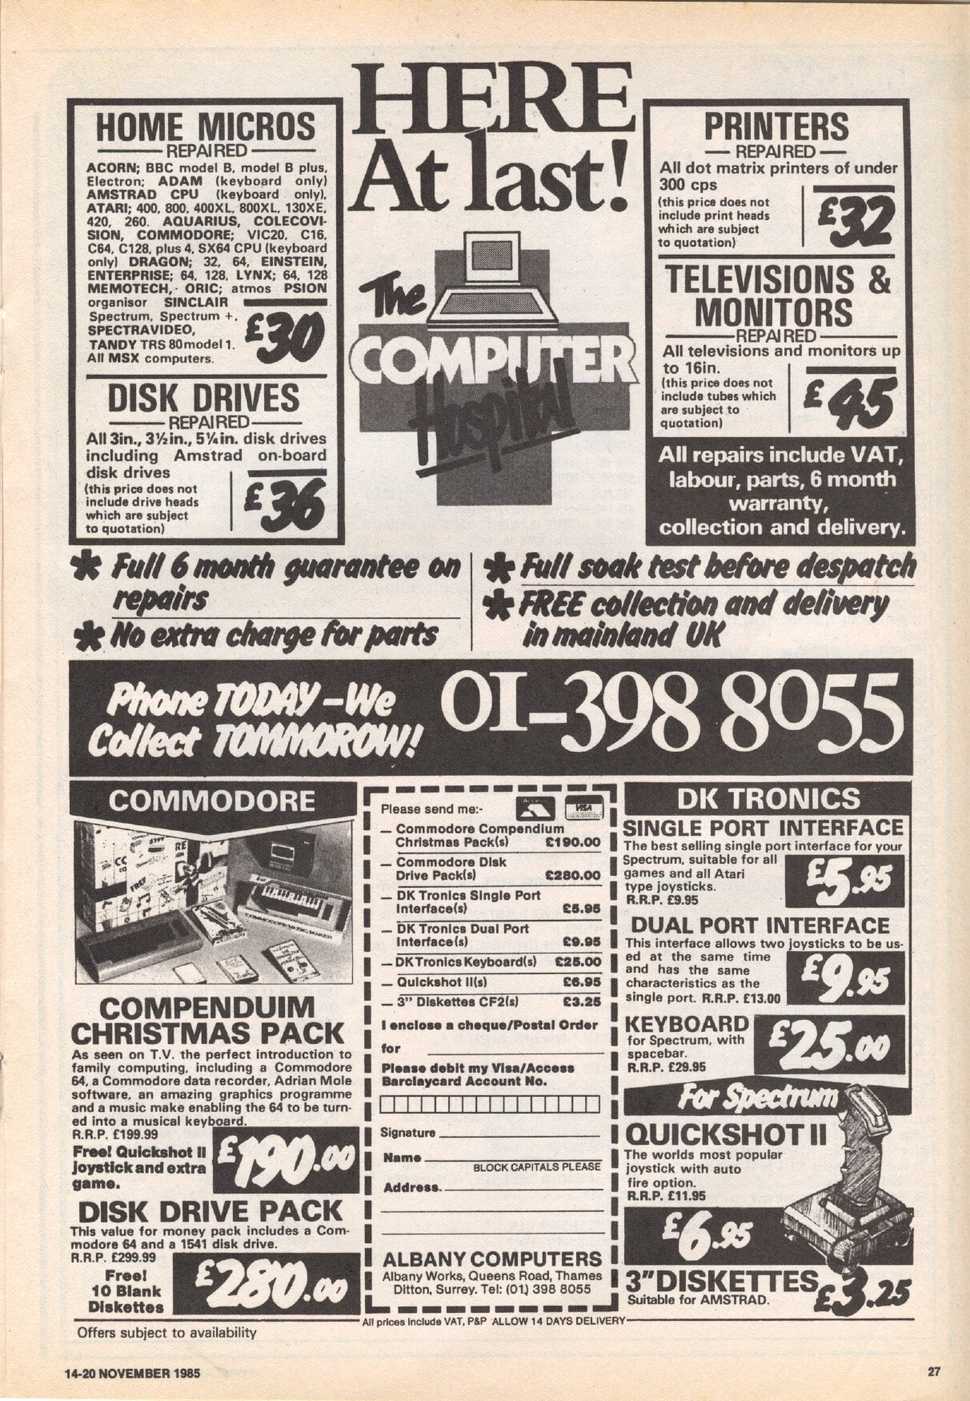 HERE
At last!
The
COMPUTER
Hospital
HOME MICROS
REPAIRED
ACORN; BBC model B, model B plus,
Electron; ADAM (keyboard only)
AMSTRAD CPU (keyboard only),
ATARI; 400, 800, 400XL, 800XL, 130XE,
420, 260. AQUARIUS, COLECOVI-
SION, COMMODORE; VIC20, C16,
C64, C128, plus 4, SX64 CPU (keyboard
only) DRAGON; 32, 64, EINSTEIN,
ENTERPRISE; 64, 128, LYNX; 64, 128
MEMOTECH, ORIC; atmos PSION
organisor SINCLAIR
Spectrum, Spectrum +,
SPECTRAVIDEO,
TANDY TRS 80 model 1.
All MSX computers.
£30
DISK DRIVES
REPAIRED
All 3in., 3½in., 5¼in. disk drives
including Amstrad on-board
disk drives
(this price does not
include drive heads
which are subject
to quotation)
£36
PRINTERS
REPAIRED
All dot matrix printers of under
300 cps
(this price does not
include print heads
which are subject
to quotation)
£32
TELEVISIONS &
MONITORS
REPAIRED
All televisions and monitors up
to 16in.
(this price does not
include tubes which
are subject to
quotation)
£45
All repairs include VAT,
labour, parts, 6 month
warranty,
collection and delivery.
* Full 6 month guarantee on
repairs
* No extra charge for parts
* Full soak test before despatch
* FREE collection and delivery
in mainland UK
Phone TODAY – We
Collect TOMMOROW!
01–398 8055
COMMODORE
COMMODORE MUSIC MAKER
COMPENDUIM
CHRISTMAS PACK
As seen on T.V. the perfect introduction to
family computing, including a Commodore
64, a Commodore data recorder, Adrian Mole
software, an amazing graphics programme
and a music make enabling the 64 to be turn-
ed into a musical keyboard.
R.R.P. £199.99
Free! Quickshot II
joystick and extra
game.
£190.00
DISK DRIVE PACK
This value for money pack includes a Com-
modore 64 and a 1541 disk drive.
R.R.P. £299.99
Free!
10 Blank
Diskettes
£280.00
Offers subject to availability
Please send me:-
Access
VISA
– Commodore Compendium
Christmas Pack(s) £190.00
– Commodore Disk
Drive Pack(s) £280.00
– DK Tronics Single Port
Interface(s) £5.95
– DK Tronics Dual Port
Interface(s) £9.95
– DK Tronics Keyboard(s) £25.00
– Quickshot II(s) £6.95
– 3" Diskettes CF2(s) £3.25
I enclose a cheque/Postal Order
for
Please debit my Visa/Access
Barclaycard Account No.
Signature
Name
BLOCK CAPITALS PLEASE
Address.
ALBANY COMPUTERS
Albany Works, Queens Road, Thames
Ditton, Surrey. Tel: (01) 398 8055
All prices include VAT, P&P ALLOW 14 DAYS DELIVERY
DK TRONICS
SINGLE PORT INTERFACE
The best selling single port interface for your
Spectrum, suitable for all
games and all Atari
type joysticks.
R.R.P. £9.95
£5.95
DUAL PORT INTERFACE
This interface allows two joysticks to be us-
ed at the same time
and has the same
characteristics as the
single port. R.R.P. £13.00
£9.95
KEYBOARD
for Spectrum, with
spacebar.
R.R.P. £29.95
£25.00
For Spectrum
QUICKSHOT II
The worlds most popular
joystick with auto
fire option.
R.R.P. £11.95
£6.95
3" DISKETTES
Suitable for AMSTRAD.
£3.25
14-20 NOVEMBER 1985
27